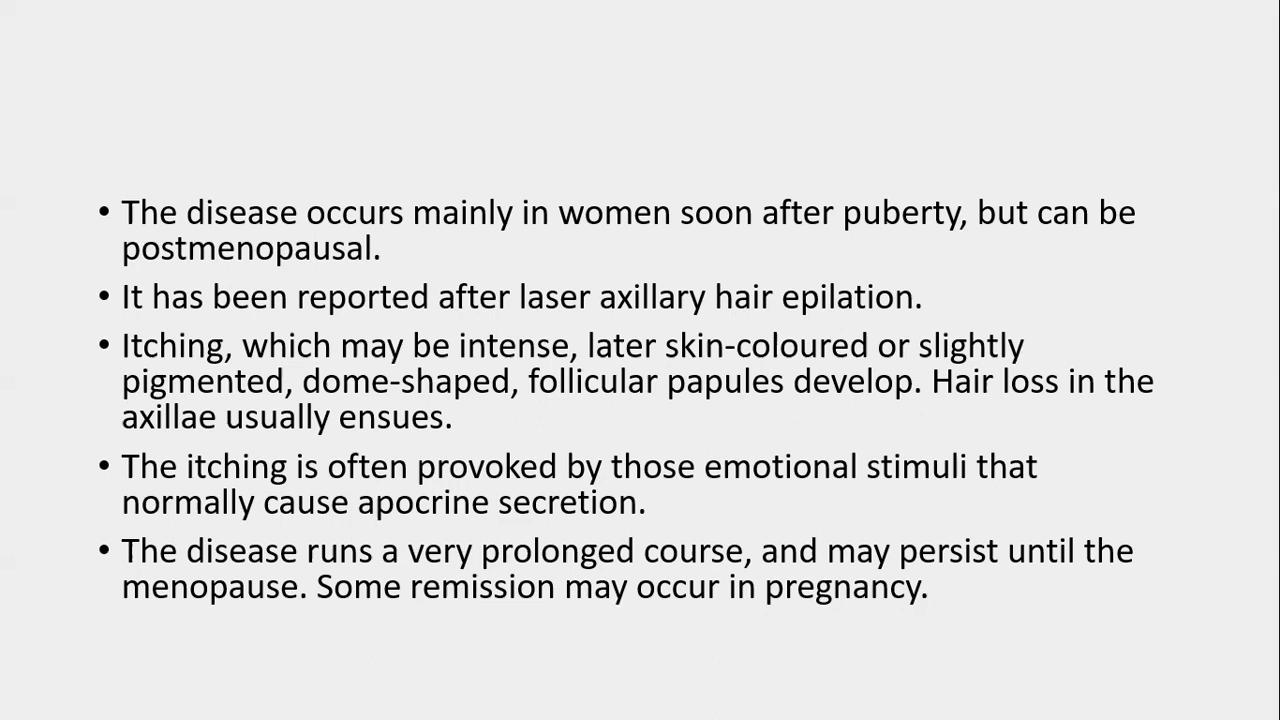 • The disease occurs mainly in women soon after puberty, but can be
postmenopausal.
• It has been reported after laser axillary hair epilation.
• Itching, which may be intense, later skin-coloured or slightly
pigmented, dome-shaped, follicular papules develop. Hair loss in the
axillae usually ensues.
• The itching is often provoked by those emotional stimuli that
normally cause apocrine secretion.
• The disease runs a very prolonged course, and may persist until the
menopause. Some remission may occur in pregnancy.